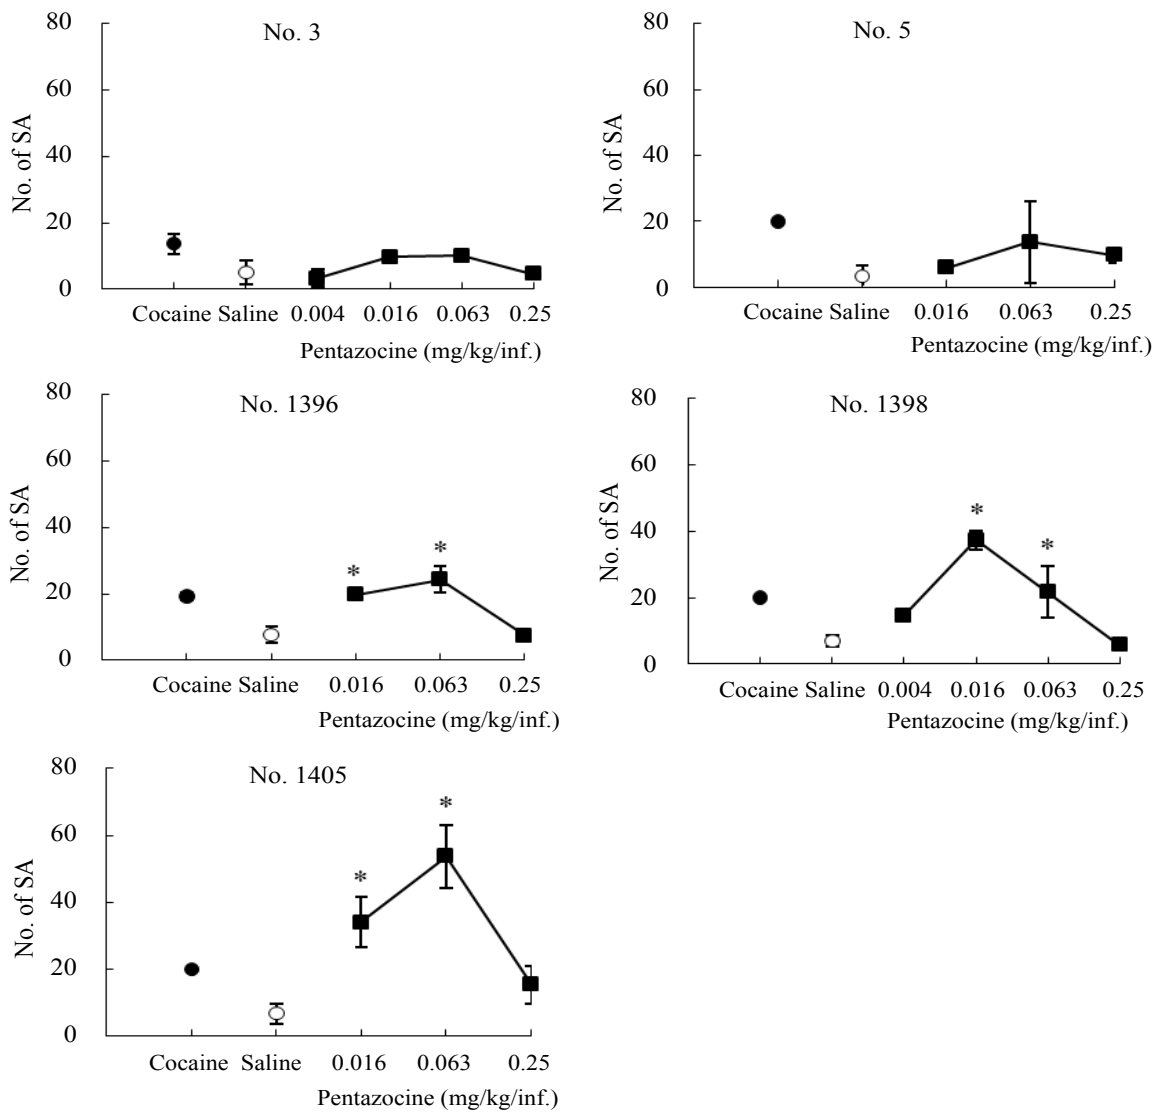 No. 3
80
60
40
20
0
No. of SA
Cocaine Saline 0.004 0.016 0.063 0.25
Pentazocine (mg/kg/inf.)
No. 5
80
60
40
20
0
No. of SA
Cocaine Saline 0.016 0.063 0.25
Pentazocine (mg/kg/inf.)
No. 1396
80
60
40
20
0
No. of SA
* *
Cocaine Saline 0.016 0.063 0.25
Pentazocine (mg/kg/inf.)
No. 1398
80
60
40
20
0
No. of SA
* *
Cocaine Saline 0.004 0.016 0.063 0.25
Pentazocine (mg/kg/inf.)
No. 1405
80
60
40
20
0
No. of SA
* *
Cocaine Saline 0.016 0.063 0.25
Pentazocine (mg/kg/inf.)